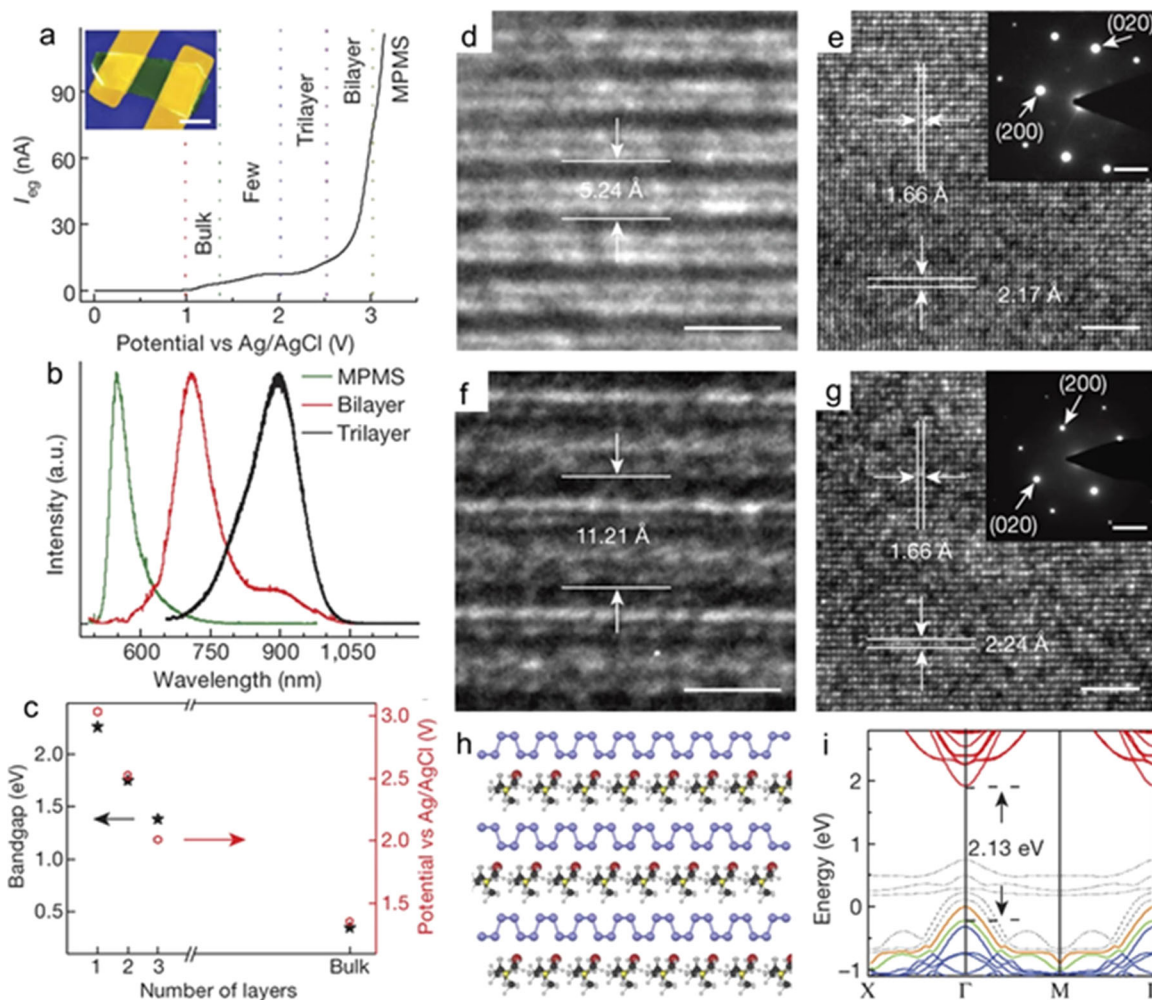 a
I_eg (nA)
90
60
30
0
Bulk
Few
Trilayer
Bilayer
MPMS
0 1 2 3
Potential vs Ag/AgCl (V)
b
MPMS
Bilayer
Trilayer
Intensity (a.u.)
600 750 900 1,050
Wavelength (nm)
c
Bandgap (eV)
2.0
1.5
1.0
0.5
3.0
2.5
2.0
1.5
Potential vs Ag/AgCl (V)
1 2 3 Bulk
Number of layers
d
5.24 Å
e
(020)
(200)
1.66 Å
2.17 Å
f
11.21 Å
g
(200)
(020)
1.66 Å
2.24 Å
h
i
Energy (eV)
2
1
0
−1
2.13 eV
X Γ M